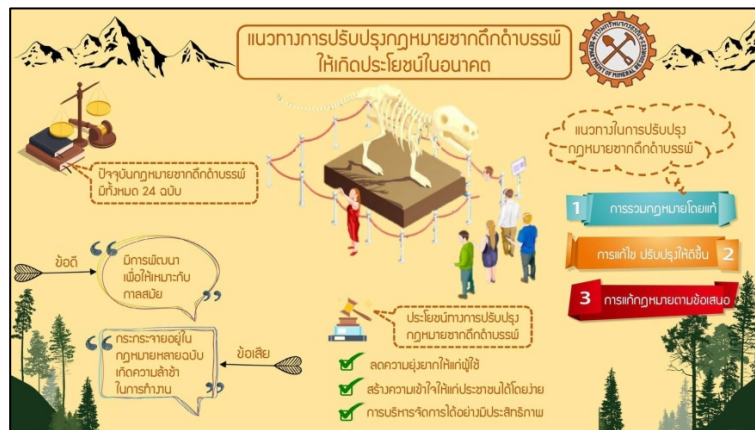 แนวทางการปรับปรุงกฎหมายซากดึกดำบรรพ์
ให้เกิดประโยชน์ในอนาคต
กรมทรัพยากรธรณี
DEPARTMENT OF MINERAL RESOURCES
ปัจจุบันกฎหมายซากดึกดำบรรพ์
มีทั้งหมด 24 ฉบับ
แนวทางในการปรับปรุง
กฎหมายซากดึกดำบรรพ์
1 การรวมกฎหมายโดยแท้
การแก้ไข ปรับปรุงให้ดีขึ้น 2
3 การแก้กฎหมายตามข้อเสนอ
ข้อดี
มีการพัฒนา
เพื่อให้เหมาะกับ
กาลสมัย
กระกระจายอยู่ใน
กฎหมายหลายฉบับ
เกิดความล้าช้า
ในการทำงาน
ข้อเสีย
ประโยชน์ทางการปรับปรุง
กฎหมายซากดึกดำบรรพ์
ลดความยุ่งยากให้แก่ผู้ใช้
สร้างความเข้าใจให้แก่ประชาชนได้โดยง่าย
การบริหารจัดการได้อย่างมีประสิทธิภาพ